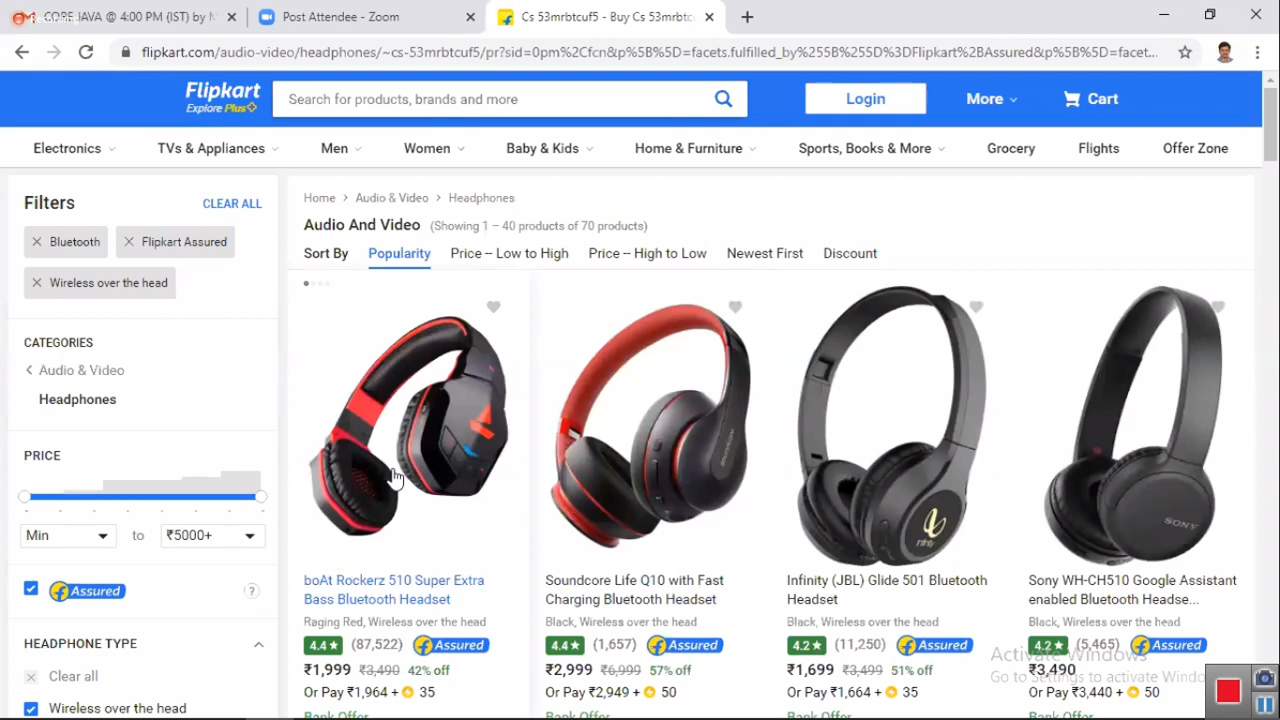 CORE JAVA @ 4:00 PM (IST) by
Post Attendee - Zoom
Cs 53mrbtcuf5 - Buy Cs 53mrbtc
flipkart.com/audio-video/headphones/~cs-53mrbtcuf5/pr?sid=0pm%2Cfcn&p%5B%5D=facets.fulfilled_by%255B%255D%3DFlipkart%2BAssured&p%5B%5D=facet...
Flipkart
Explore Plus
Search for products, brands and more
Login
More
Cart
Electronics
TVs & Appliances
Men
Women
Baby & Kids
Home & Furniture
Sports, Books & More
Grocery
Flights
Offer Zone
Filters
CLEAR ALL
Bluetooth
Flipkart Assured
Wireless over the head
CATEGORIES
Audio & Video
Headphones
PRICE
Min
to
₹5000+
Assured
?
HEADPHONE TYPE
Clear all
Wireless over the head
Home > Audio & Video > Headphones
Audio And Video (Showing 1 – 40 products of 70 products)
Sort By Popularity Price -- Low to High Price -- High to Low Newest First Discount
boAt Rockerz 510 Super Extra
Bass Bluetooth Headset
Raging Red, Wireless over the head
4.4★ (87,522) Assured
₹1,999 ₹3,490 42% off
Or Pay ₹1,964 + 35
Bank Offer
soundcore
Soundcore Life Q10 with Fast
Charging Bluetooth Headset
Black, Wireless over the head
4.4★ (1,657) Assured
₹2,999 ₹6,999 57% off
Or Pay ₹2,949 + 50
Bank Offer
Infinity (JBL) Glide 501 Bluetooth
Headset
Black, Wireless over the head
4.2★ (11,250) Assured
₹1,699 ₹3,499 51% off
Or Pay ₹1,664 + 35
Bank Offer
SONY
Sony WH-CH510 Google Assistant
enabled Bluetooth Headse...
Black, Wireless over the head
4.2★ (5,465) Assured
₹3,490
Or Pay ₹3,440 + 50
Bank Offer
Activate Windows
Go to Settings to activate Windo